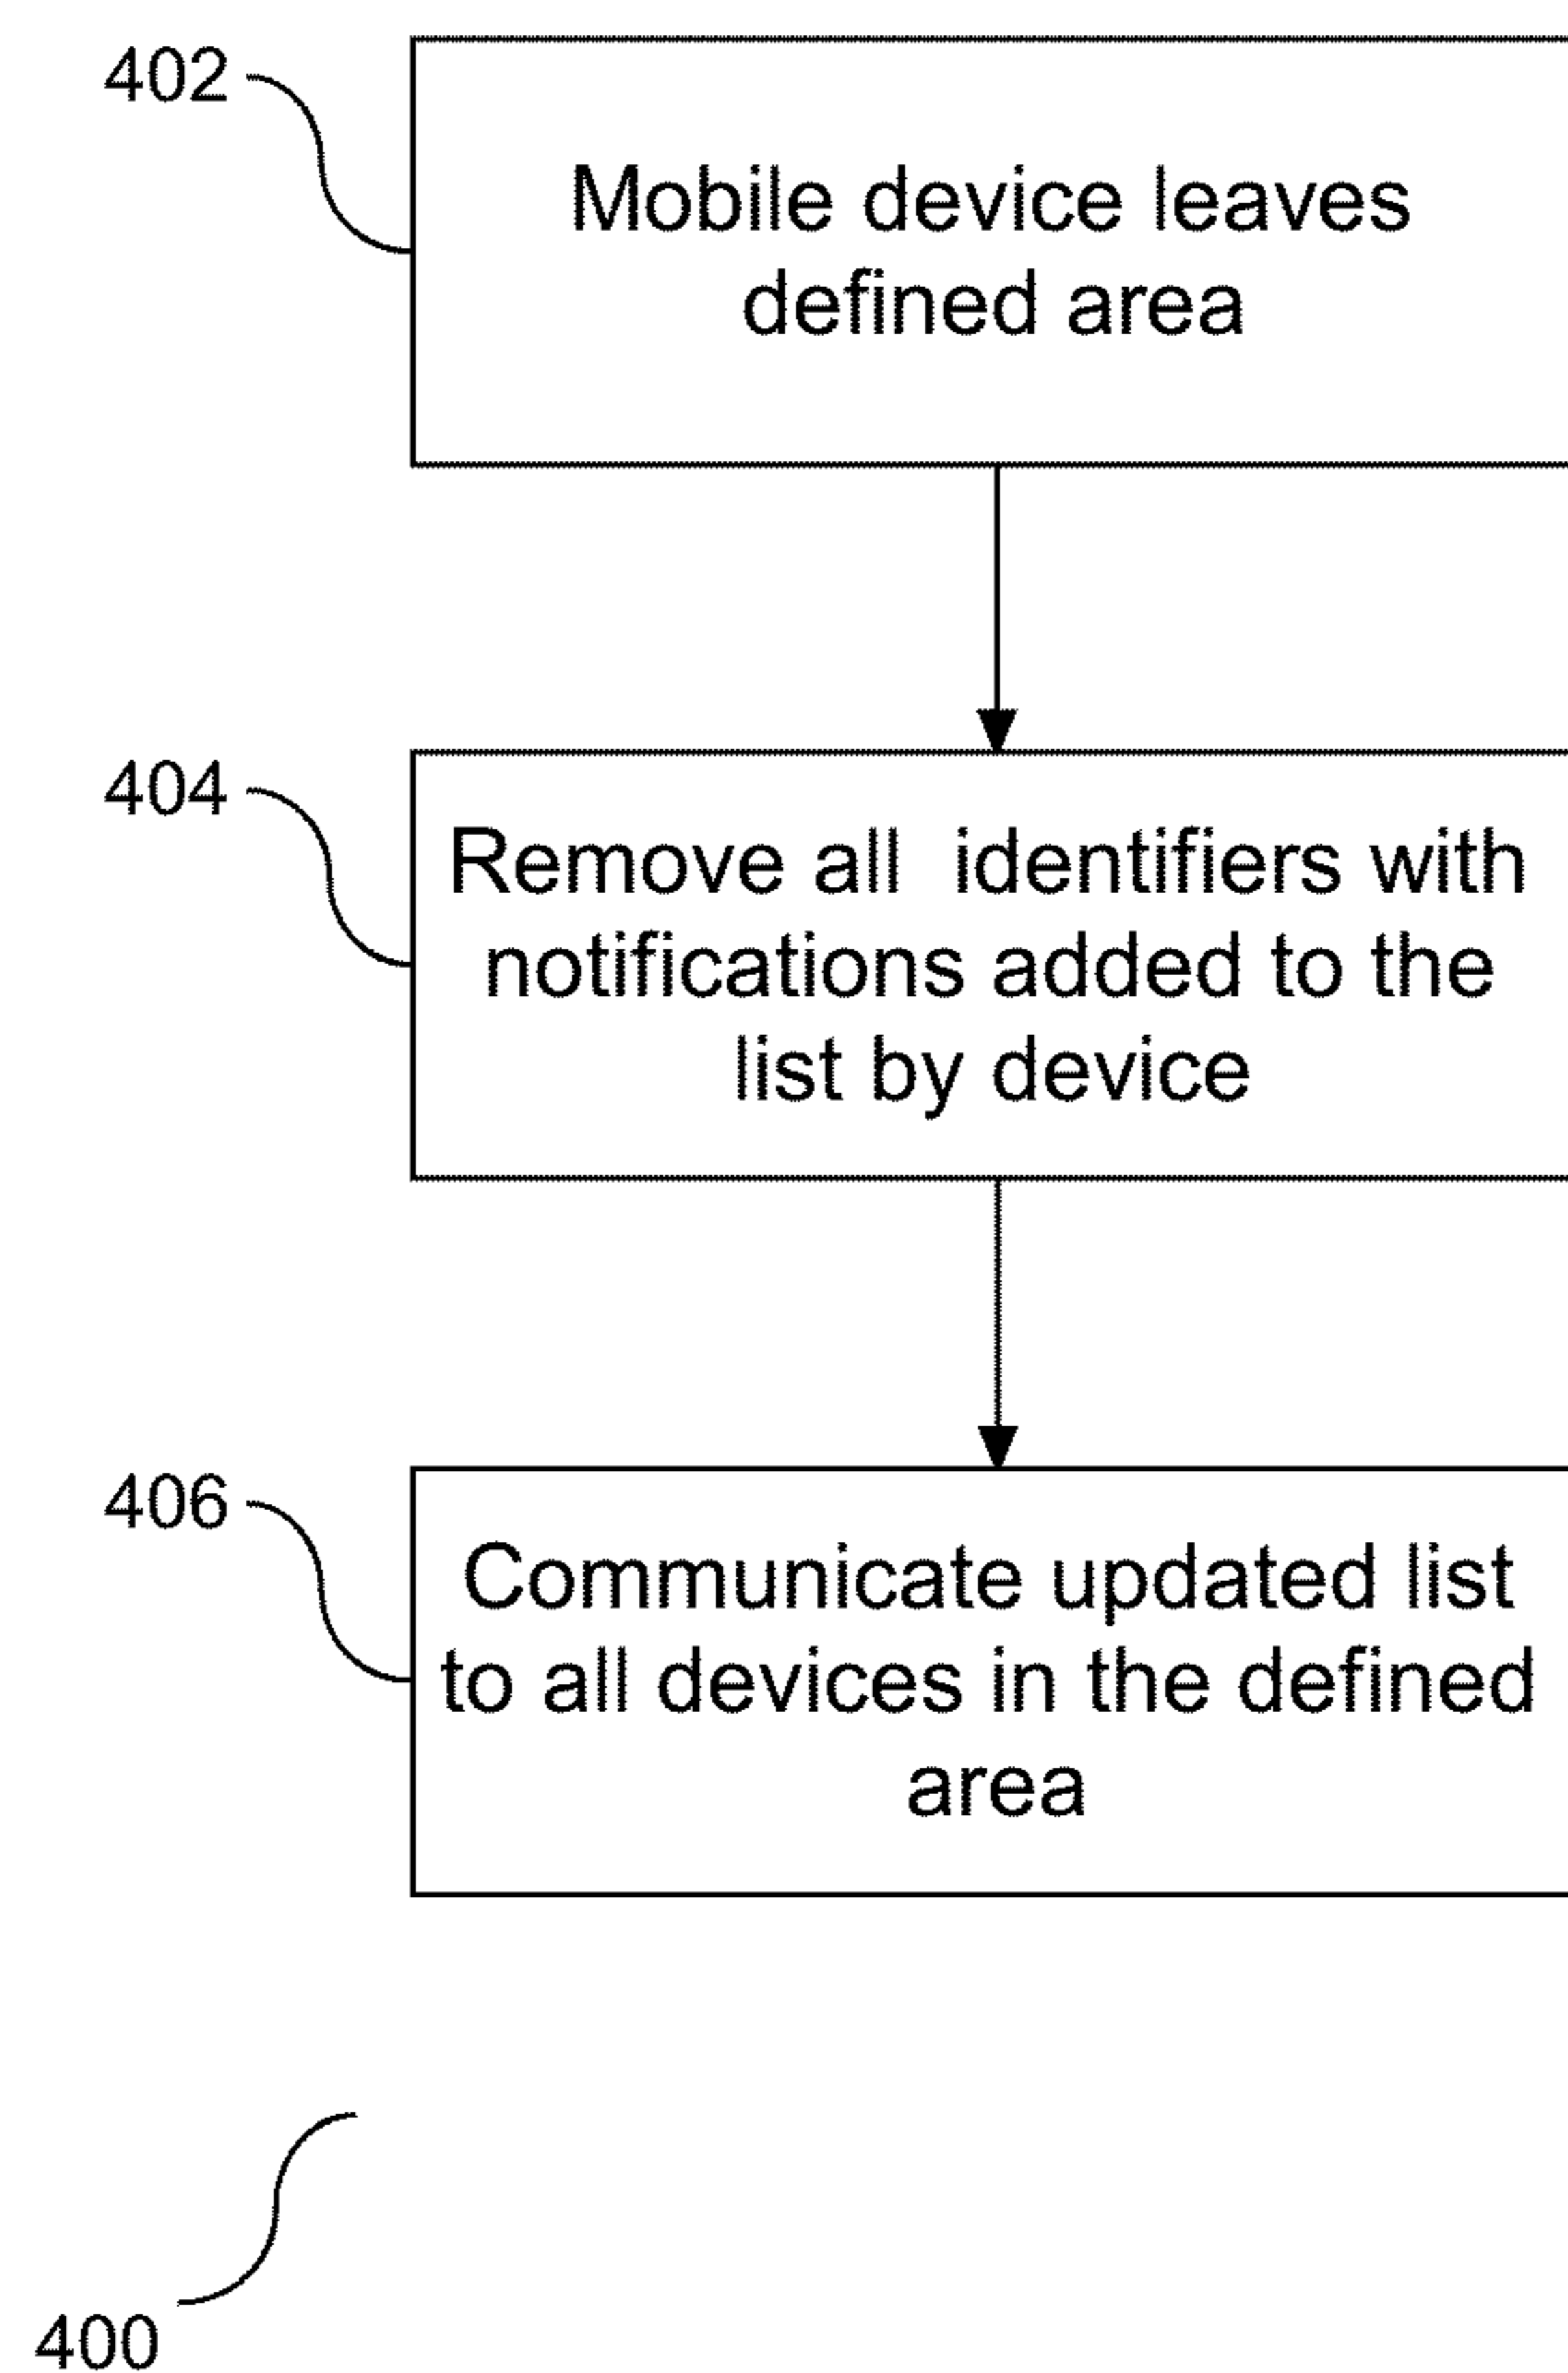 402
Mobile device leaves
defined area
404
Remove all identifiers with
notifications added to the
list by device
406
Communicate updated list
to all devices in the defined
area
400